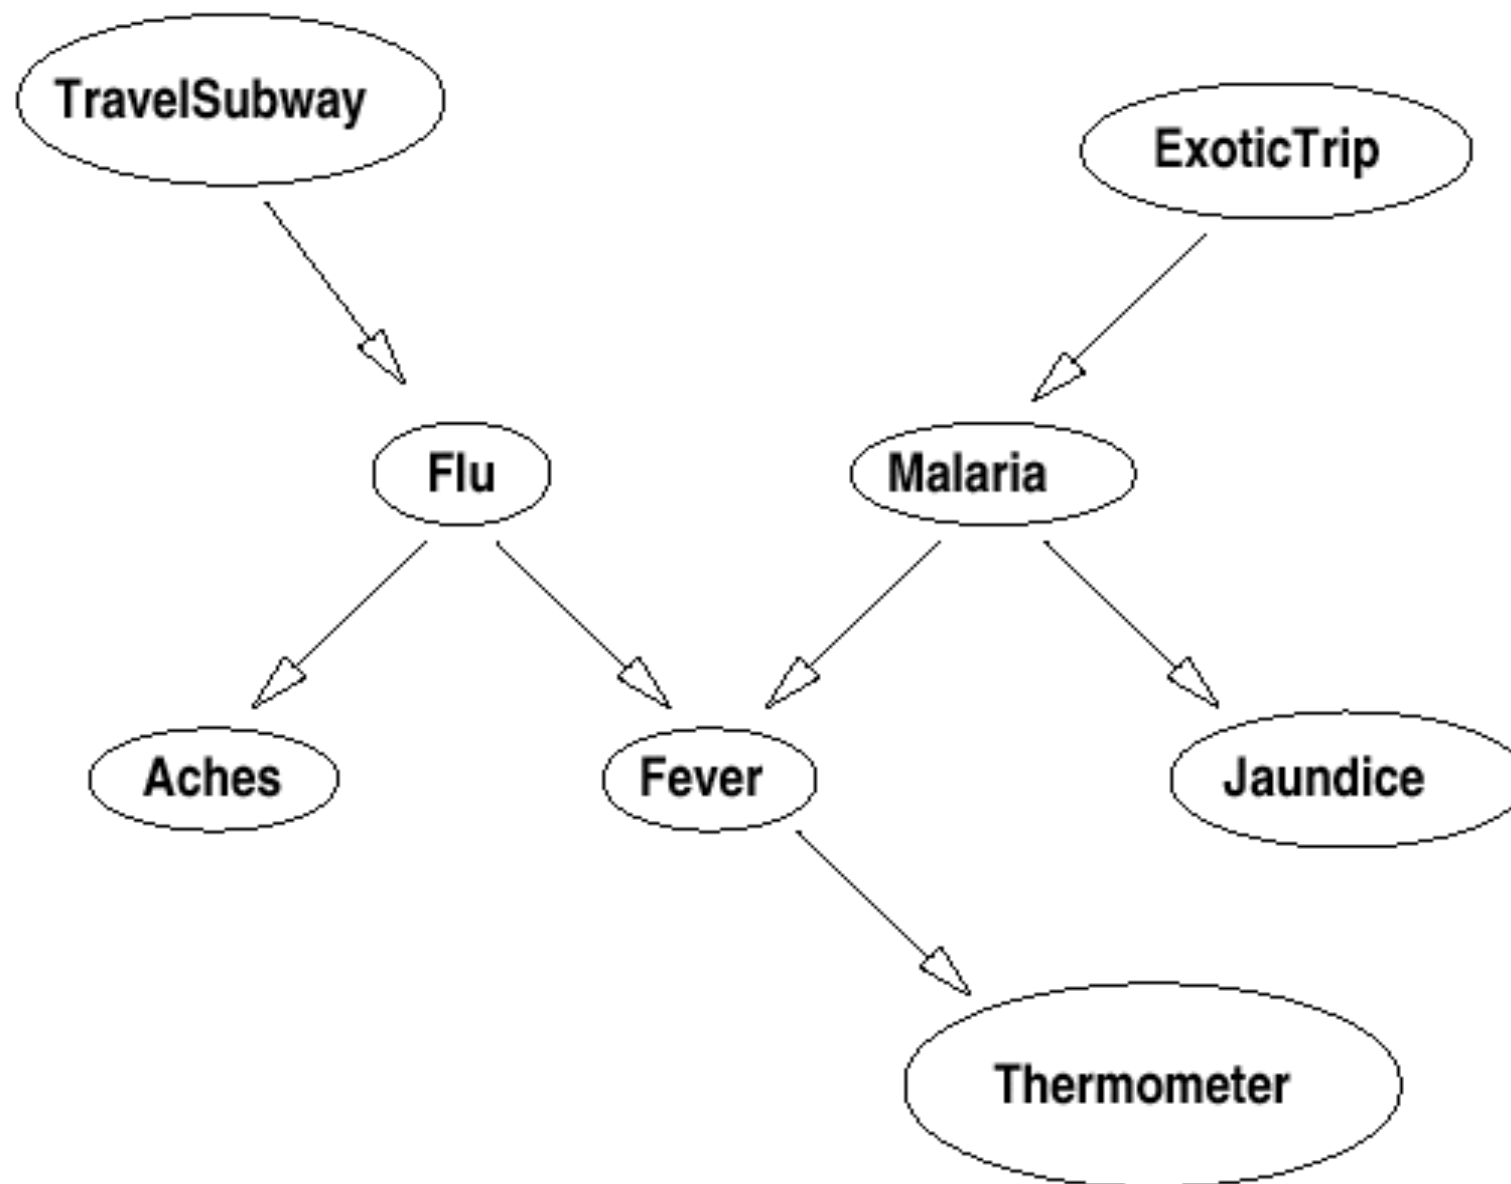 TravelSubway
ExoticTrip
Flu
Malaria
Aches
Fever
Jaundice
Thermometer